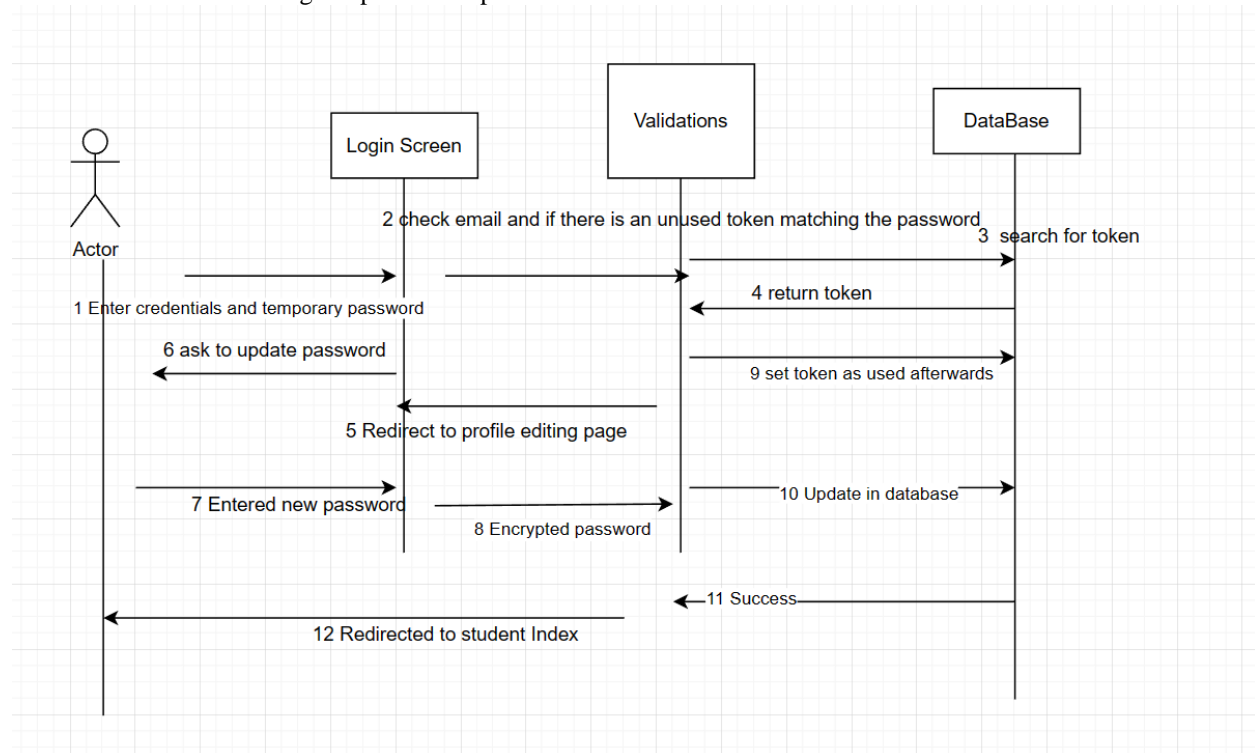 Validations
DataBase
Login Screen
2 check email and if there is an unused token matching the password
3 search for token
Actor
4 return token
1 Enter credentials and temporary password
6 ask to update password
9 set token as used afterwards
5 Redirect to profile editing page
10 Update in database
7 Entered new password
8 Encrypted password
11 Success
12 Redirected to student Index